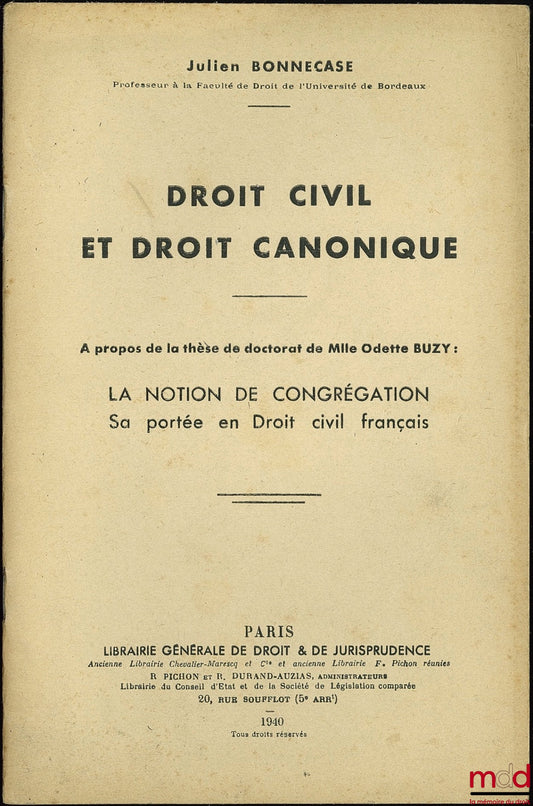 Julien BONNECASE
Professeur à la Faculté de Droit de l'Université de Bordeaux
DROIT CIVIL
ET DROIT CANONIQUE
A propos de la thèse de doctorat de Mlle Odette BUZY :
LA NOTION DE CONGRÉGATION
Sa portée en Droit civil français
PARIS
LIBRAIRIE GÉNÉRALE DE DROIT & DE JURISPRUDENCE
Ancienne Librairie Chevalier-Marescq et Cie et ancienne Librairie F. Pichon réunies
R PICHON ET R. DURAND-AUZIAS, ADMINISTRATEURS
Librairie du Conseil d'Etat et de la Société de Législation comparée
20, RUE SOUFFLOT (5e ARRt)
1940
Tous droits réservés
mdd
la mémoire du droit